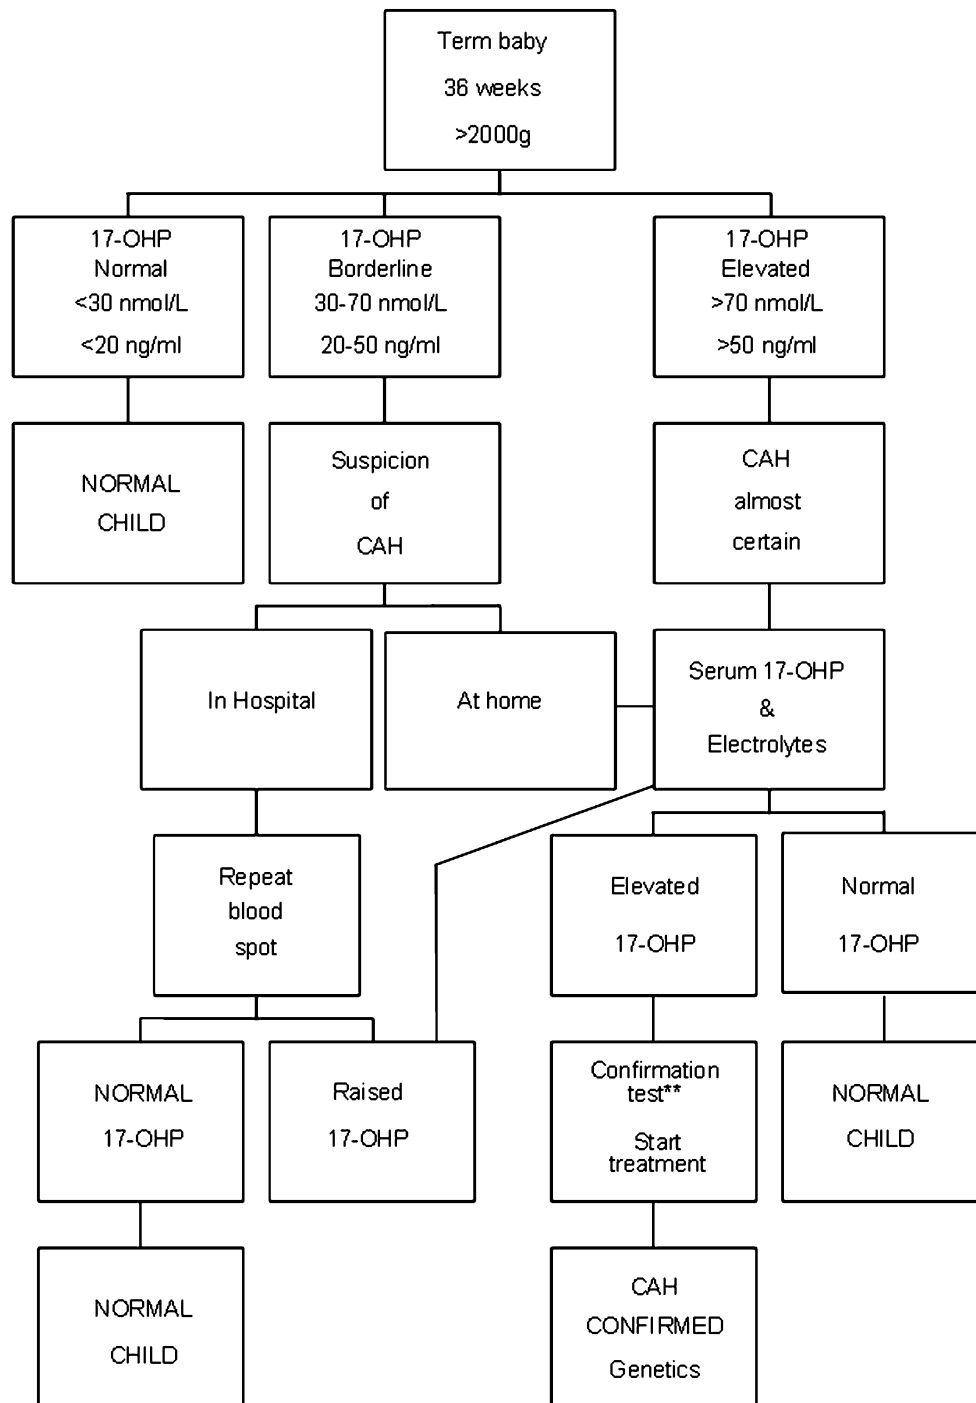 Term baby
36 weeks
>2000g
17-OHP
Normal
<30 nmol/L
<20 ng/ml
17-OHP
Borderline
30-70 nmol/L
20-50 ng/ml
17-OHP
Elevated
>70 nmol/L
>50 ng/ml
NORMAL
CHILD
Suspicion
of
CAH
CAH
almost
certain
In Hospital
At home
Serum 17-OHP
&
Electrolytes
Repeat
blood
spot
Elevated
17-OHP
Normal
17-OHP
NORMAL
17-OHP
Raised
17-OHP
Confirmation
test**
Start
treatment
NORMAL
CHILD
NORMAL
CHILD
CAH
CONFIRMED
Genetics